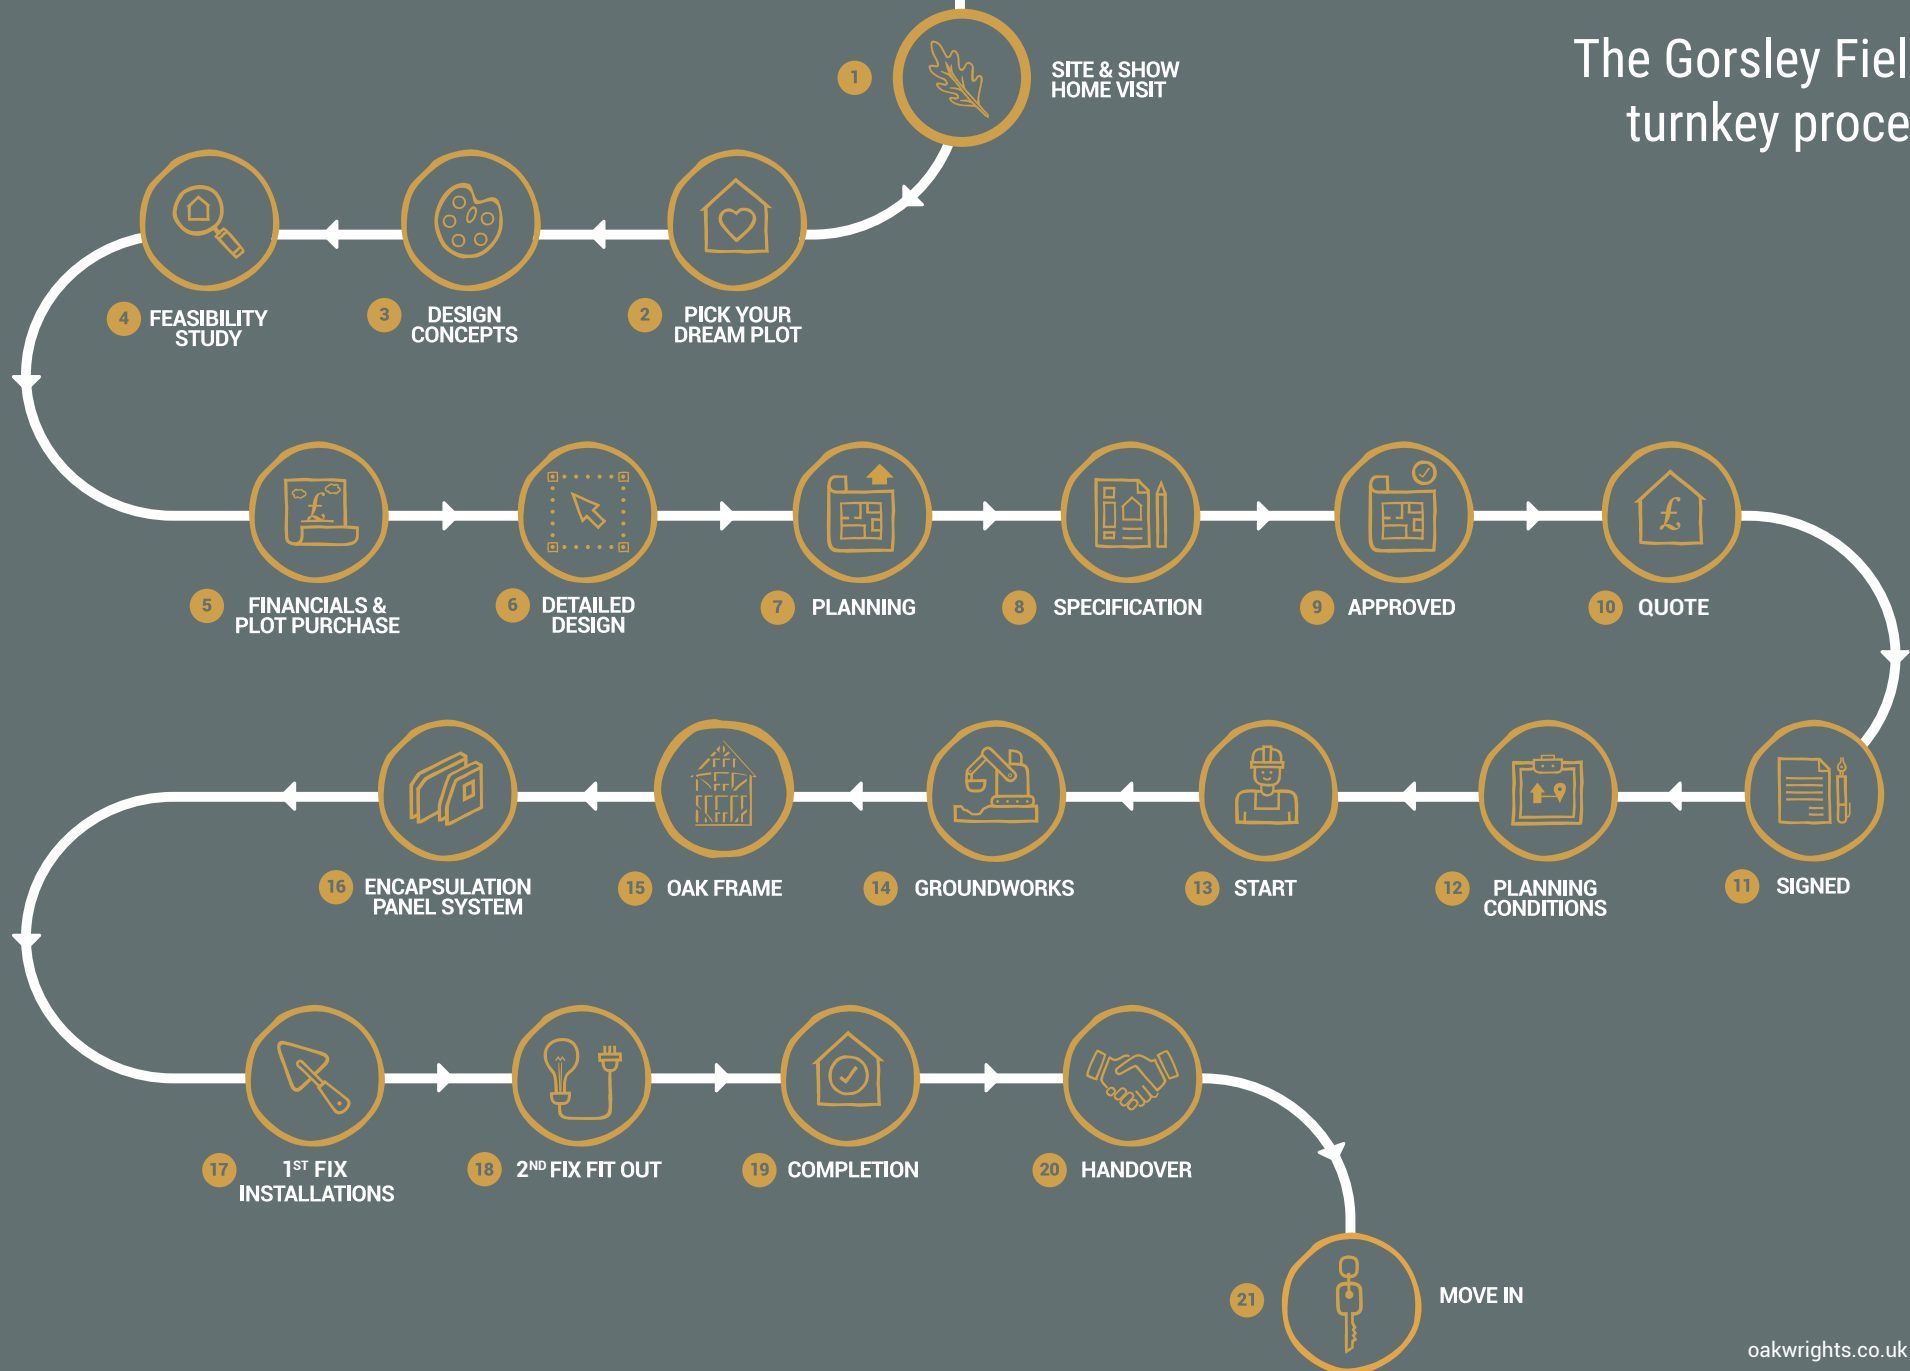 The Gorsley Fiel
turnkey proce
1
SITE & SHOW
HOME VISIT
2
PICK YOUR
DREAM PLOT
3
DESIGN
CONCEPTS
4
FEASIBILITY
STUDY
5
FINANCIALS &
PLOT PURCHASE
6
DETAILED
DESIGN
7
PLANNING
8
SPECIFICATION
9
APPROVED
10
QUOTE
£
£
11
SIGNED
12
PLANNING
CONDITIONS
13
START
14
GROUNDWORKS
15
OAK FRAME
16
ENCAPSULATION
PANEL SYSTEM
17
1ST FIX
INSTALLATIONS
18
2ND FIX FIT OUT
19
COMPLETION
20
HANDOVER
21
MOVE IN
oakwrights.co.uk